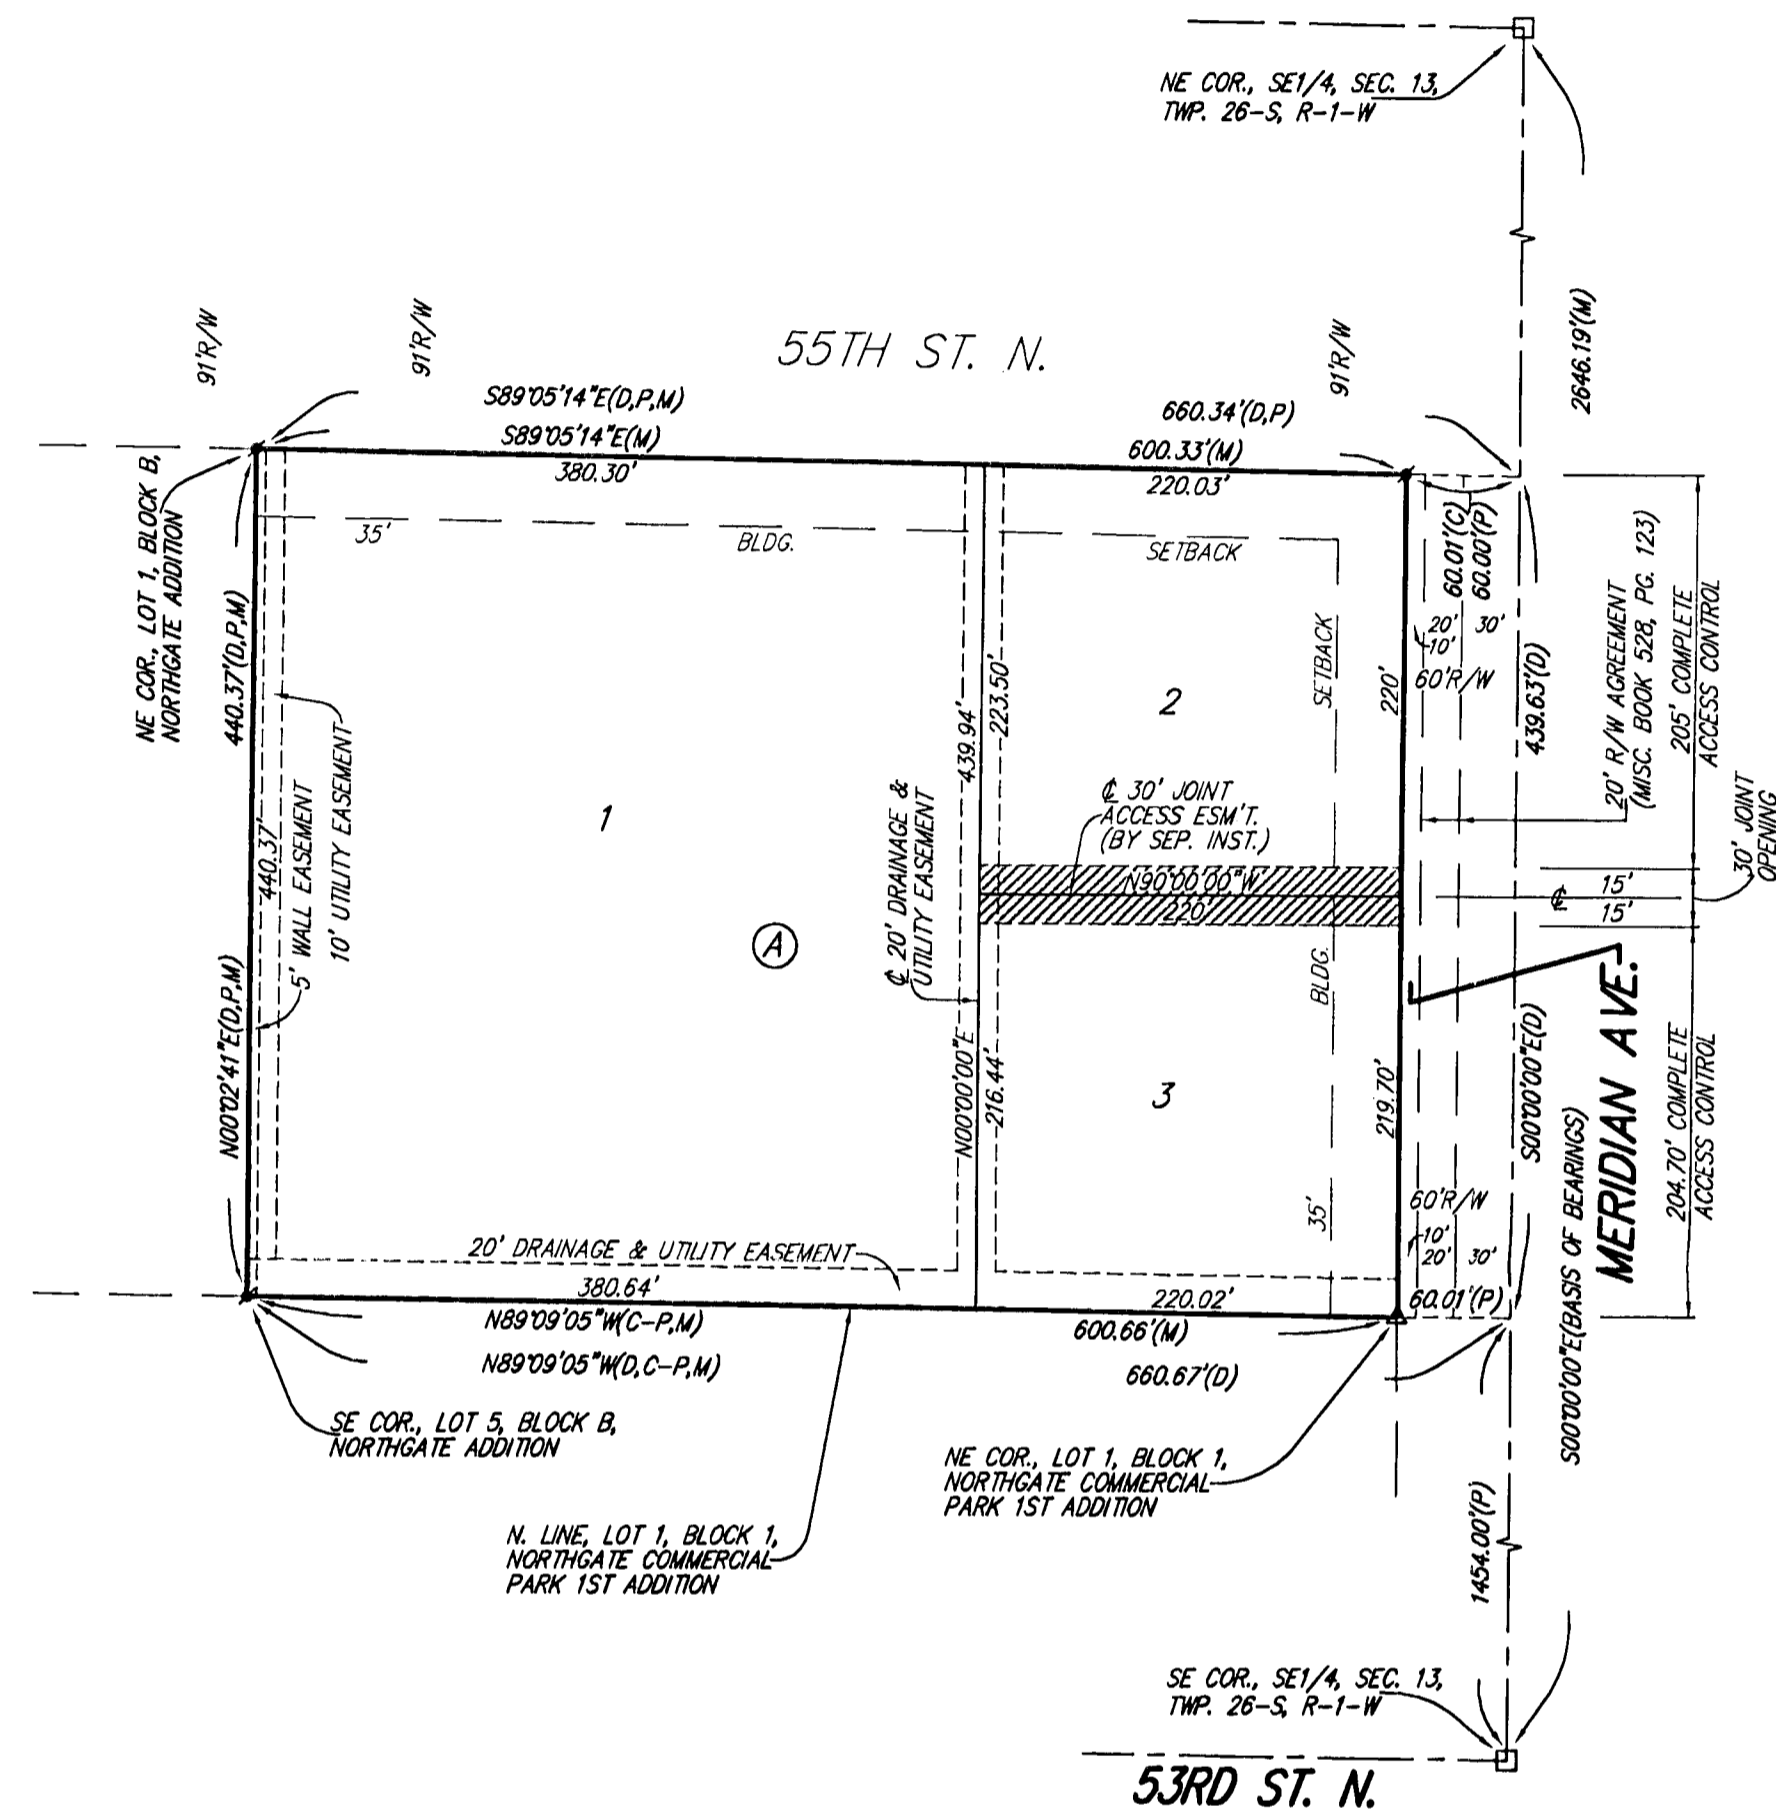 NE COR., SE1/4, SEC. 13,
TWP. 26-S, R-1-W
2646.19'(M)
91'R/W
91'R/W
55TH ST. N.
91'R/W
S89°05'14"E(D,P,M)
660.34'(D,P)
S89°05'14"E(M)
600.33'(M)
380.30'
220.03'
NE COR., LOT 1, BLOCK B,
NORTHGATE ADDITION
35'
BLDG.
SETBACK
60.01'(C)
60.00'(P)
20' R/W AGREEMENT
(MISC. BOOK 528, PG. 123)
205' COMPLETE
ACCESS CONTROL
440.37'(D,P,M)
SETBACK
20'
30'
10'
60'R/W
439.63'(D)
220'
2
223.50'
439.94'
1
440.37'
5' WALL EASEMENT
10' UTILITY EASEMENT
℄ 20' DRAINAGE &
UTILITY EASEMENT
℄ 30' JOINT
ACCESS ESM'T.
(BY SEP. INST.)
N90°00'00"W
220'
15'
℄
15'
30' JOINT
OPENING
A
BLDG.
MERIDIAN AVE.
N00°02'41"E(D,P,M)
N00°00'00"E
216.44'
3
219.70'
S00°00'00"E(D)
S00°00'00"E(BASIS OF BEARINGS)
204.70' COMPLETE
ACCESS CONTROL
35'
60'R/W
10'
20'
30'
20' DRAINAGE & UTILITY EASEMENT
380.64'
220.02'
60.01'(P)
N89°09'05"W(C-P,M)
600.66'(M)
N89°09'05"W(D,C-P,M)
660.67'(D)
SE COR., LOT 5, BLOCK B,
NORTHGATE ADDITION
NE COR., LOT 1, BLOCK 1,
NORTHGATE COMMERCIAL
PARK 1ST ADDITION
N. LINE, LOT 1, BLOCK 1,
NORTHGATE COMMERCIAL
PARK 1ST ADDITION
1454.00'(P)
SE COR., SE1/4, SEC. 13,
TWP. 26-S, R-1-W
53RD ST. N.